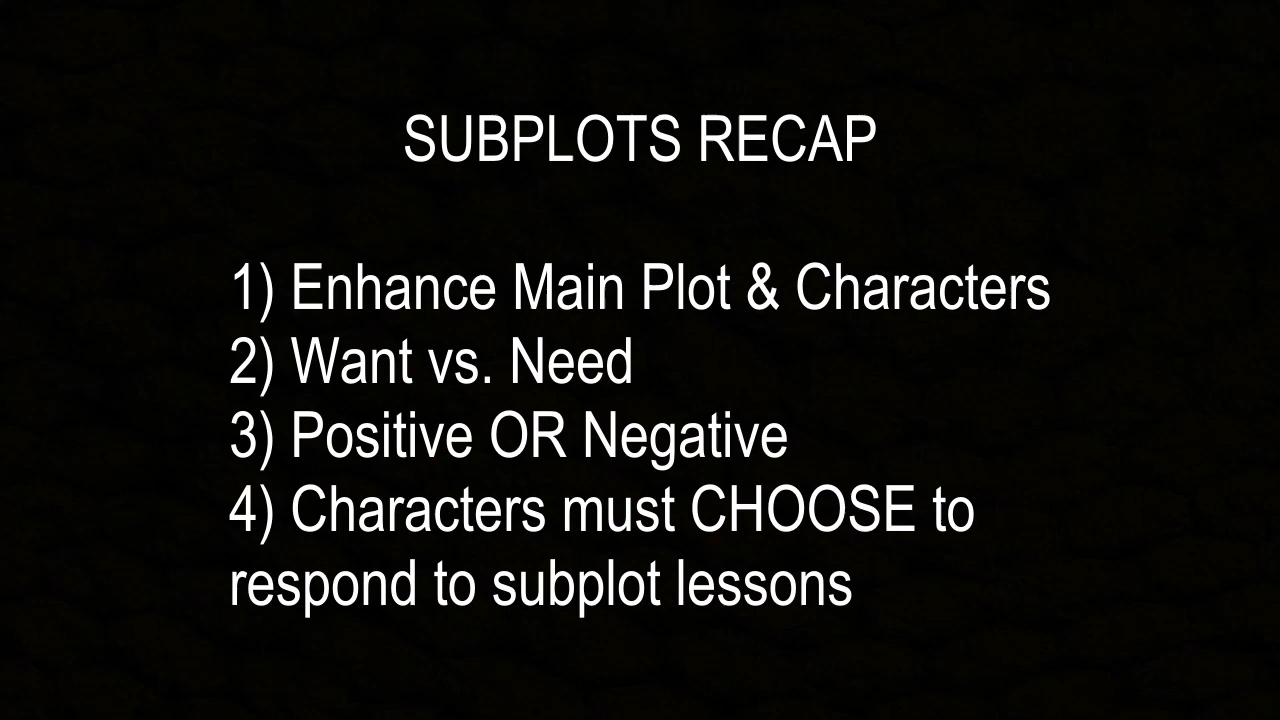 SUBPLOTS RECAP
1) Enhance Main Plot & Characters
2) Want vs. Need
3) Positive OR Negative
4) Characters must CHOOSE to
respond to subplot lessons